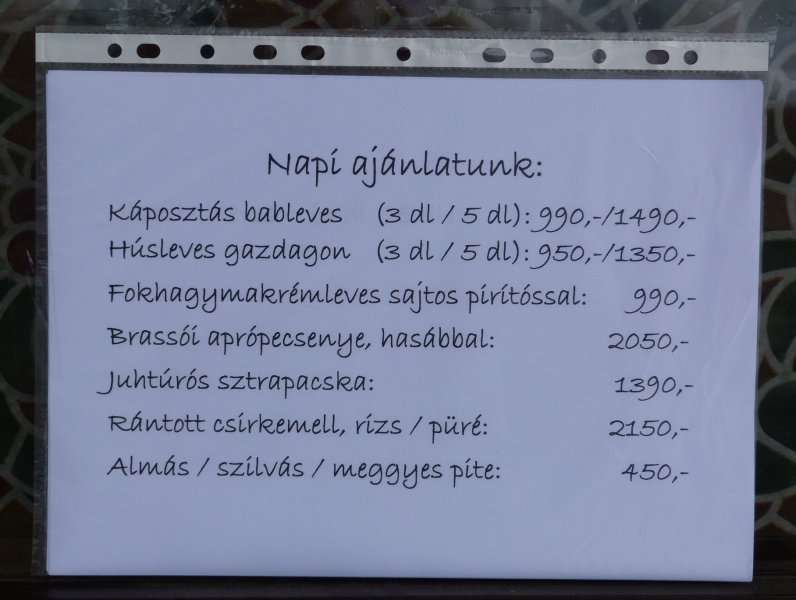 Napi ajánlatunk:
Káposztás bableves (3 dl / 5 dl): 990,-/1490,-
Húsleves gazdagon (3 dl / 5 dl): 950,-/1350,-
Fokhagymakrémleves sajtos pirítóssal: 990,-
Brassói aprópecsenye, hasábbal: 2050,-
Juhtúrós sztrapacska: 1390,-
Rántott csirkemell, rizs / püré: 2150,-
Almás / szilvás / meggyes pite: 450,-